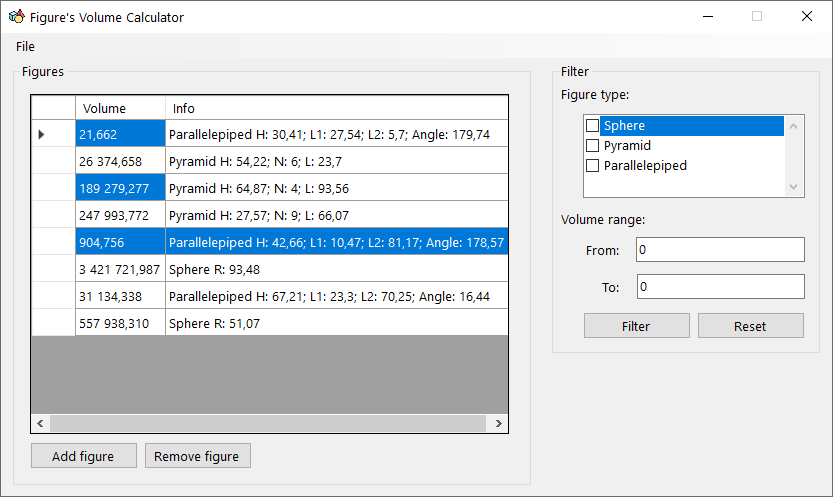 Figure's Volume Calculator
File
Figures
Volume Info
21,662 Parallelepiped H: 30,41; L1: 27,54; L2: 5,7; Angle: 179,74
26 374,658 Pyramid H: 54,22; N: 6; L: 23,7
189 279,277 Pyramid H: 64,87; N: 4; L: 93,56
247 993,772 Pyramid H: 27,57; N: 9; L: 66,07
904,756 Parallelepiped H: 42,66; L1: 10,47; L2: 81,17; Angle: 178,57
3 421 721,987 Sphere R: 93,48
31 134,338 Parallelepiped H: 67,21; L1: 23,3; L2: 70,25; Angle: 16,44
557 938,310 Sphere R: 51,07
Add figure Remove figure
Filter
Figure type:
Sphere
Pyramid
Parallelepiped
Volume range:
From: 0
To: 0
Filter Reset